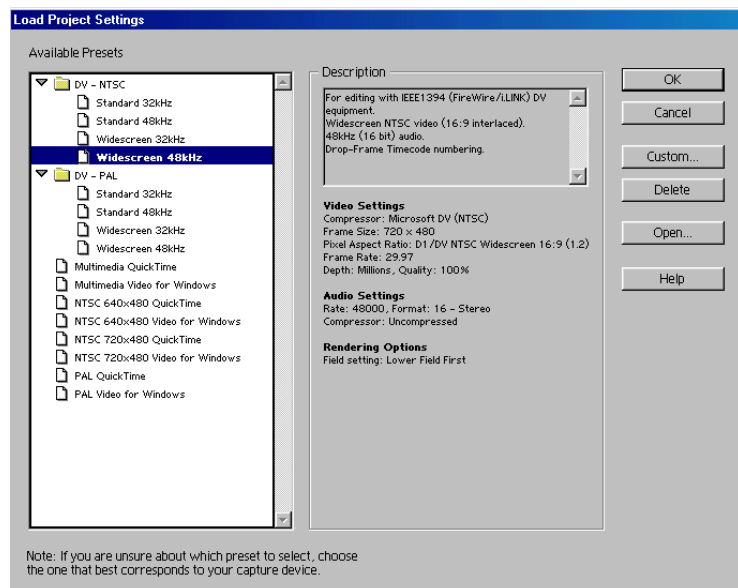 Load Project Settings
Available Presets
DV - NTSC
Standard 32kHz
Standard 48kHz
Widescreen 32kHz
Widescreen 48kHz
DV - PAL
Standard 32kHz
Standard 48kHz
Widescreen 32kHz
Widescreen 48kHz
Multimedia QuickTime
Multimedia Video for Windows
NTSC 640x480 QuickTime
NTSC 640x480 Video for Windows
NTSC 720x480 QuickTime
NTSC 720x480 Video for Windows
PAL QuickTime
PAL Video for Windows
Description
For editing with IEEE1394 (FireWire/i.LINK) DV
equipment.
Widescreen NTSC video (16:9 interlaced).
48kHz (16 bit) audio.
Drop-Frame Timecode numbering.
Video Settings
Compressor: Microsoft DV (NTSC)
Frame Size: 720 x 480
Pixel Aspect Ratio: D1/DV NTSC Widescreen 16:9 (1.2)
Frame Rate: 29.97
Depth: Millions, Quality: 100%
Audio Settings
Rate: 48000, Format: 16 - Stereo
Compressor: Uncompressed
Rendering Options
Field setting: Lower Field First
OK
Cancel
Custom...
Delete
Open...
Help
Note: If you are unsure about which preset to select, choose
the one that best corresponds to your capture device.